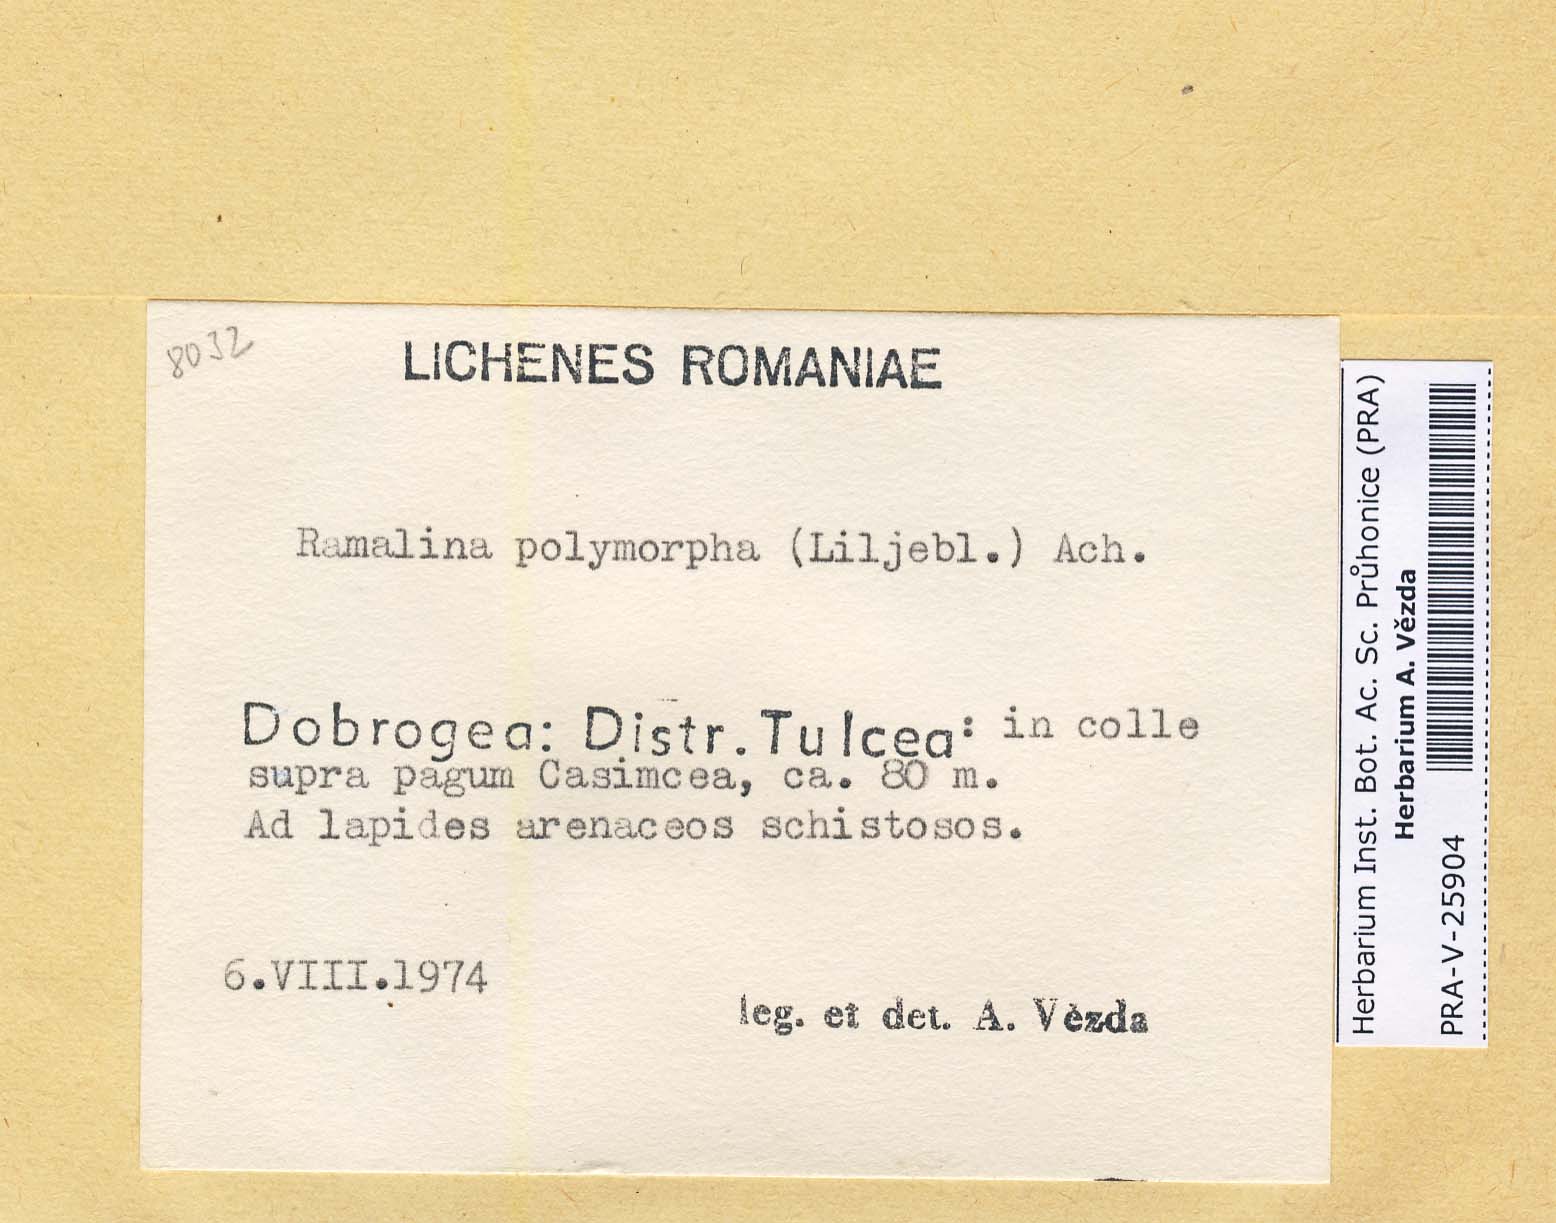 8032
LICHENES ROMANIAE
Ramalina polymorpha (Liljebl.) Ach.
Dobrogea: Distr. Tulcea: in colle
supra pagum Casimcea, ca. 80 m.
Ad lapides arenaceos schistosos.
6.VIII.1974
leg. et det. A. Vězda
Herbarium Inst. Bot. Ac. Sc. Průhonice (PRA)
Herbarium A. Vězda
PRA-V-25904